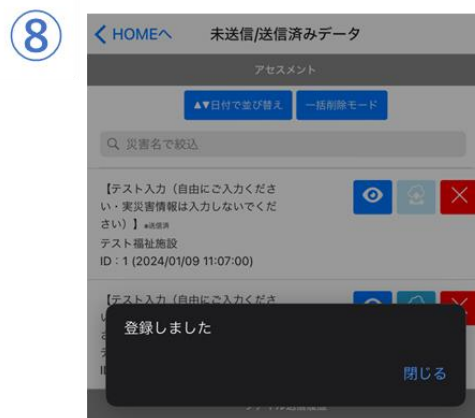 ⑧
HOMEへ
未送信/送信済みデータ
アセスメント
▲▼日付で並び替え
一括削除モード
災害名で絞込
【テスト入力（自由にご入力くださ
い・実災害情報は入力しないでくだ
さい）】※送信済
テスト福祉施設
ID：1 (2024/01/09 11:07:00)
【テスト入力（自由にご入力くださ
登録しました
閉じる